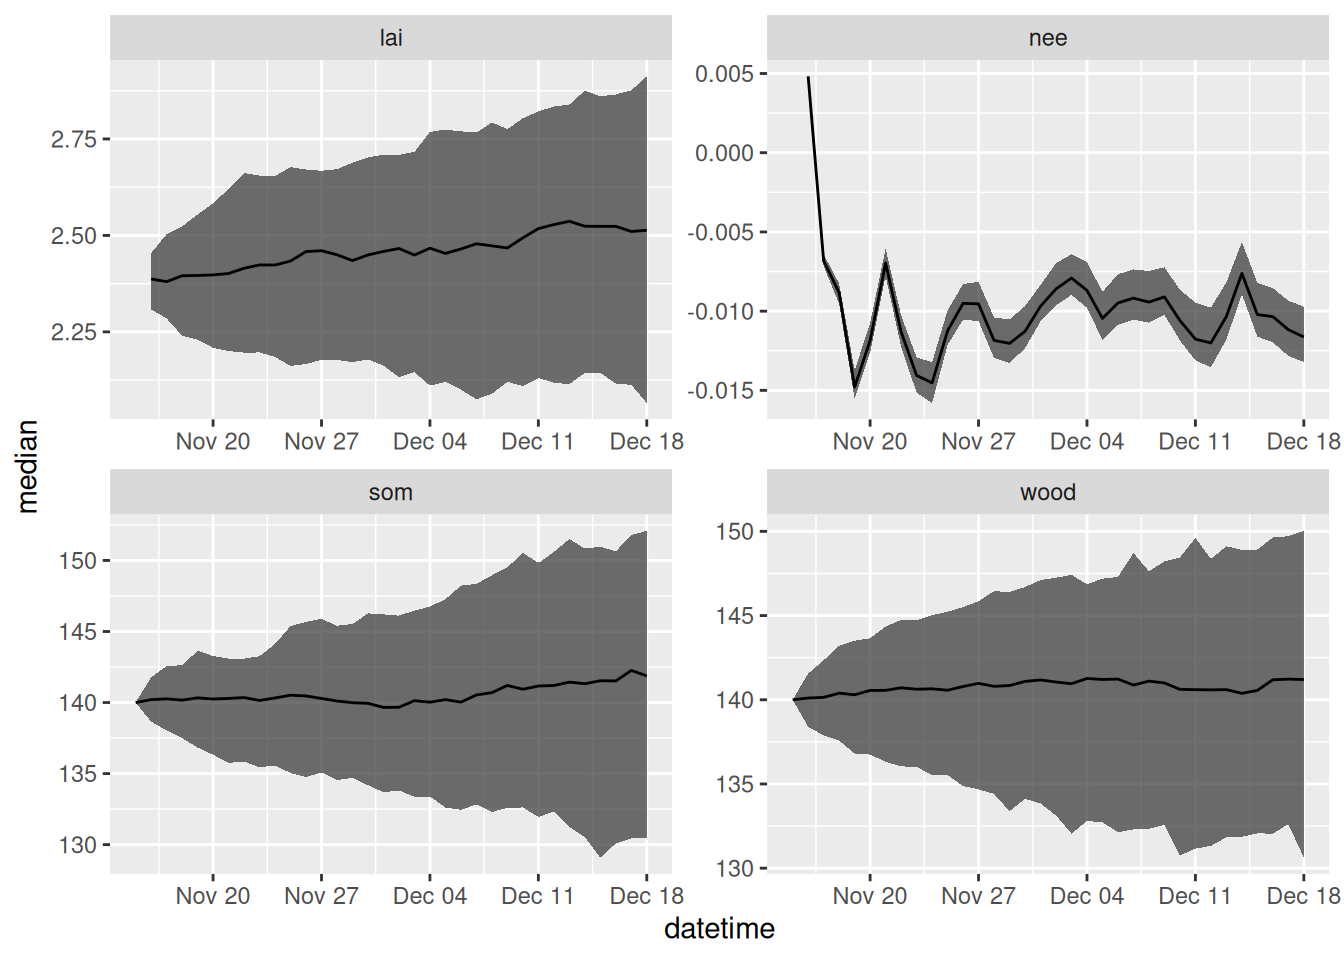 lai
nee
2.75
2.50
2.25
0.005
0.000
-0.005
-0.010
-0.015
Nov 20 Nov 27 Dec 04 Dec 11 Dec 18
Nov 20 Nov 27 Dec 04 Dec 11 Dec 18
median
som
wood
150
145
140
135
130
150
145
140
135
130
Nov 20 Nov 27 Dec 04 Dec 11 Dec 18
Nov 20 Nov 27 Dec 04 Dec 11 Dec 18
datetime